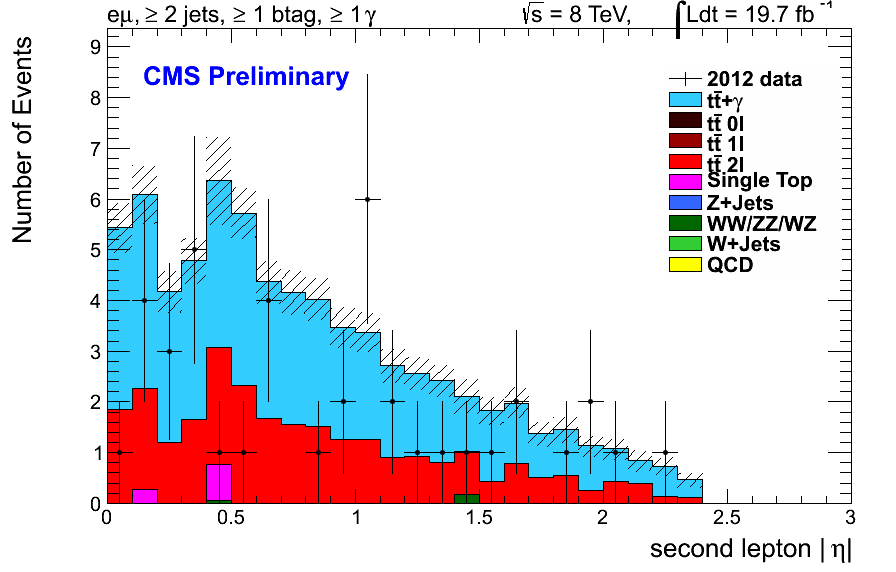 eμ, ≥ 2 jets, ≥ 1 btag, ≥ 1 γ √s = 8 TeV, ∫Ldt = 19.7 fb⁻¹
Number of Events
CMS Preliminary
9
8
7
6
5
4
3
2
1
0
2012 data
tt̄+γ
tt̄ 0l
tt̄ 1l
tt̄ 2l
Single Top
Z+Jets
WW/ZZ/WZ
W+Jets
QCD
0 0.5 1 1.5 2 2.5 3
second lepton | η|